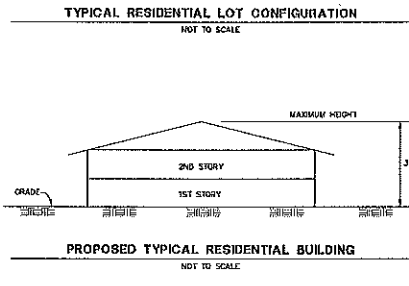 TYPICAL RESIDENTIAL LOT CONFIGURATION
NOT TO SCALE
MAXIMUM HEIGHT
2ND STORY
1ST STORY
GRADE
PROPOSED TYPICAL RESIDENTIAL BUILDING
NOT TO SCALE